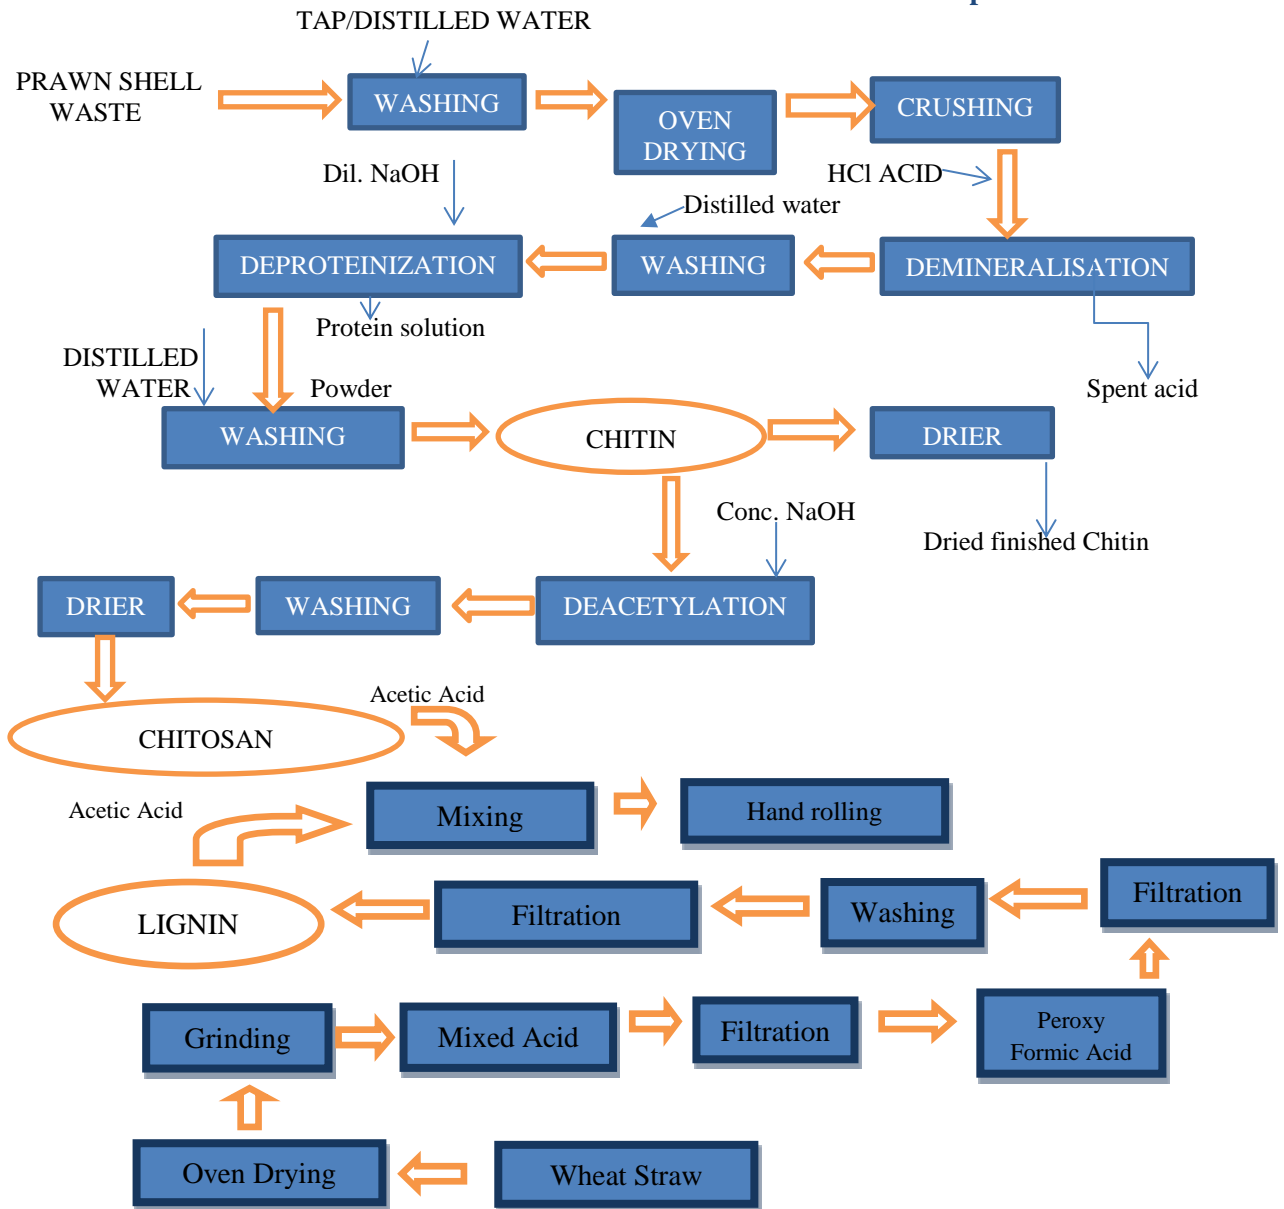 TAP/DISTILLED WATER
PRAWN SHELL
WASTE
WASHING
OVEN
DRYING
CRUSHING
Dil. NaOH
HCl ACID
Distilled water
DEPROTEINIZATION
WASHING
DEMINERALISATION
Protein solution
DISTILLED
WATER
Powder
Spent acid
WASHING
CHITIN
DRIER
Conc. NaOH
Dried finished Chitin
DRIER
WASHING
DEACETYLATION
Acetic Acid
CHITOSAN
Acetic Acid
Mixing
Hand rolling
LIGNIN
Filtration
Washing
Filtration
Grinding
Mixed Acid
Filtration
Peroxy
Formic Acid
Oven Drying
Wheat Straw